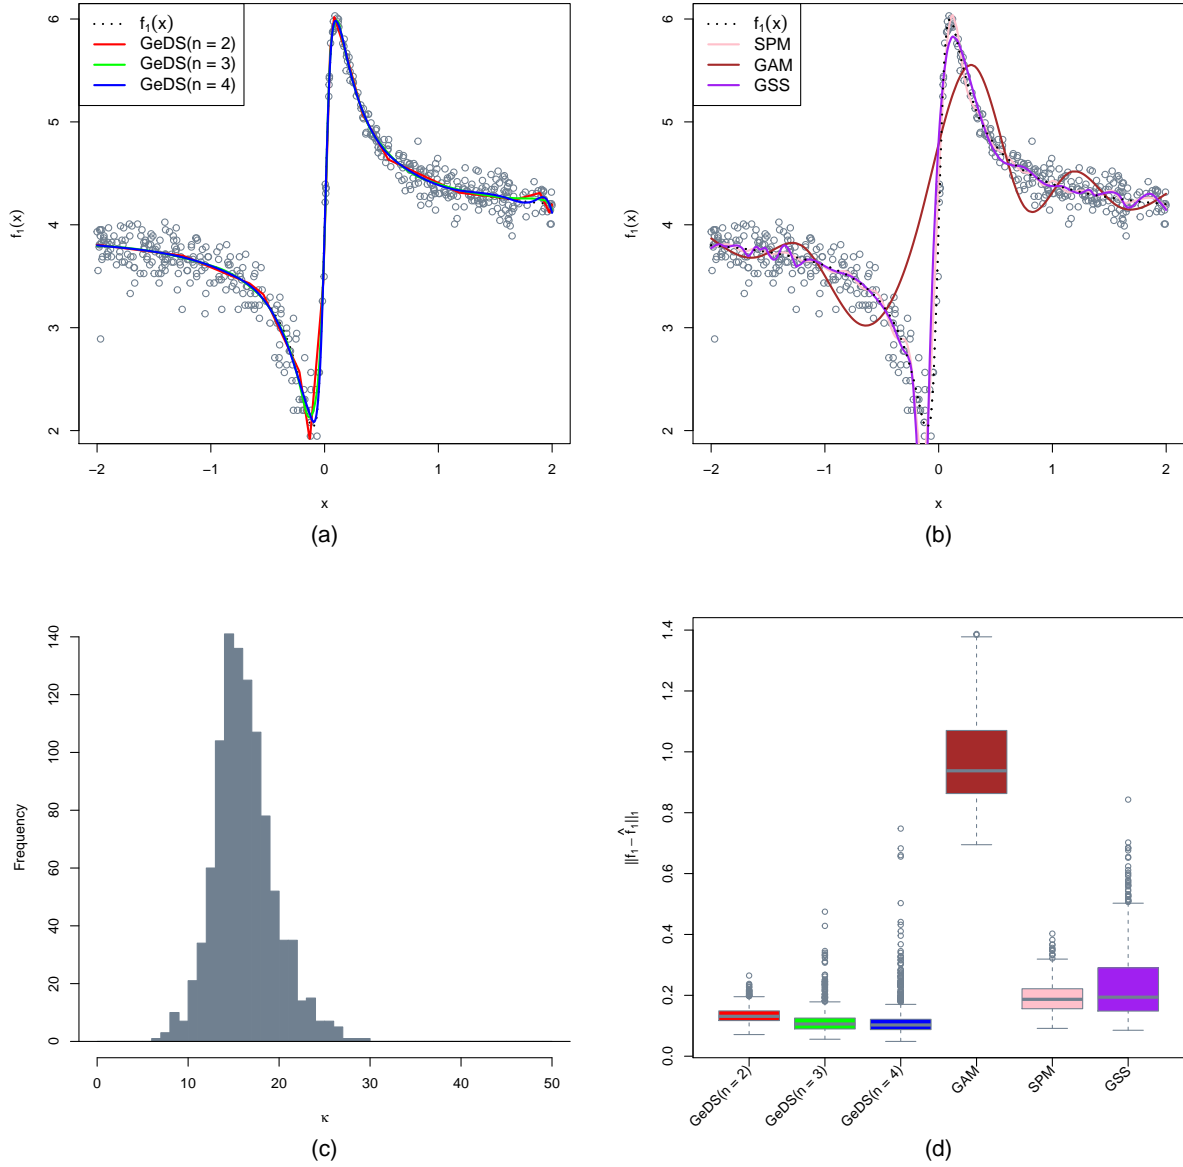 f₁(x)
GeDS(n = 2)
GeDS(n = 3)
GeDS(n = 4)
6
5
4
3
2
f₁(x)
−2 −1 0 1 2
x
(a)
f₁(x)
SPM
GAM
GSS
6
5
4
3
2
f₁(x)
−2 −1 0 1 2
x
(b)
140
120
100
80
60
40
20
0
Frequency
0 10 20 30 40 50
κ
(c)
1.4
1.2
1.0
0.8
0.6
0.4
0.2
0.0
||f₁ − f̂₁||₁
GeDS(n = 2) GeDS(n = 3) GeDS(n = 4) GAM SPM GSS
(d)